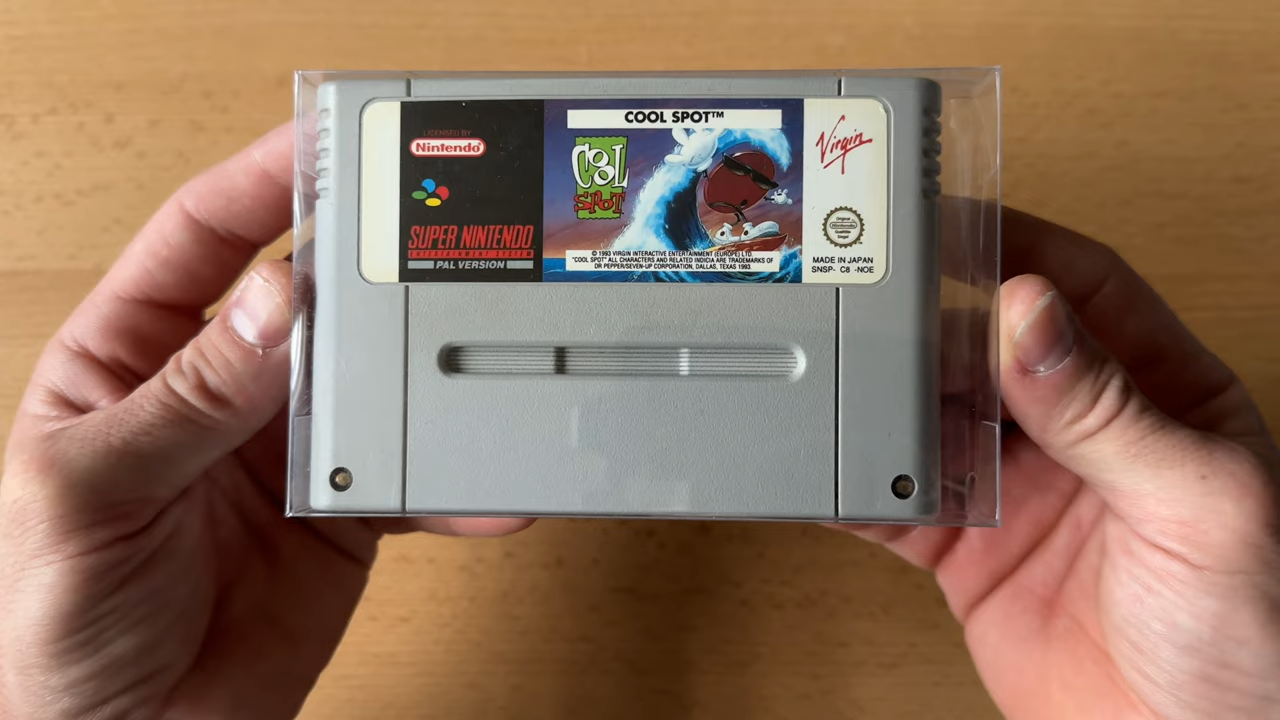 LICENSED BY
Nintendo
SUPER NINTENDO
ENTERTAINMENT SYSTEM
PAL VERSION
COOL SPOT™
COOL
SPOT
© 1993 VIRGIN INTERACTIVE ENTERTAINMENT (EUROPE) LTD.
"COOL SPOT" ALL CHARACTERS AND RELATED INDICIA ARE TRADEMARKS OF
DR PEPPER/SEVEN-UP CORPORATION, DALLAS, TEXAS 1993.
Virgin
Original
Nintendo
MADE IN JAPAN
SNSP- C8 -NOE